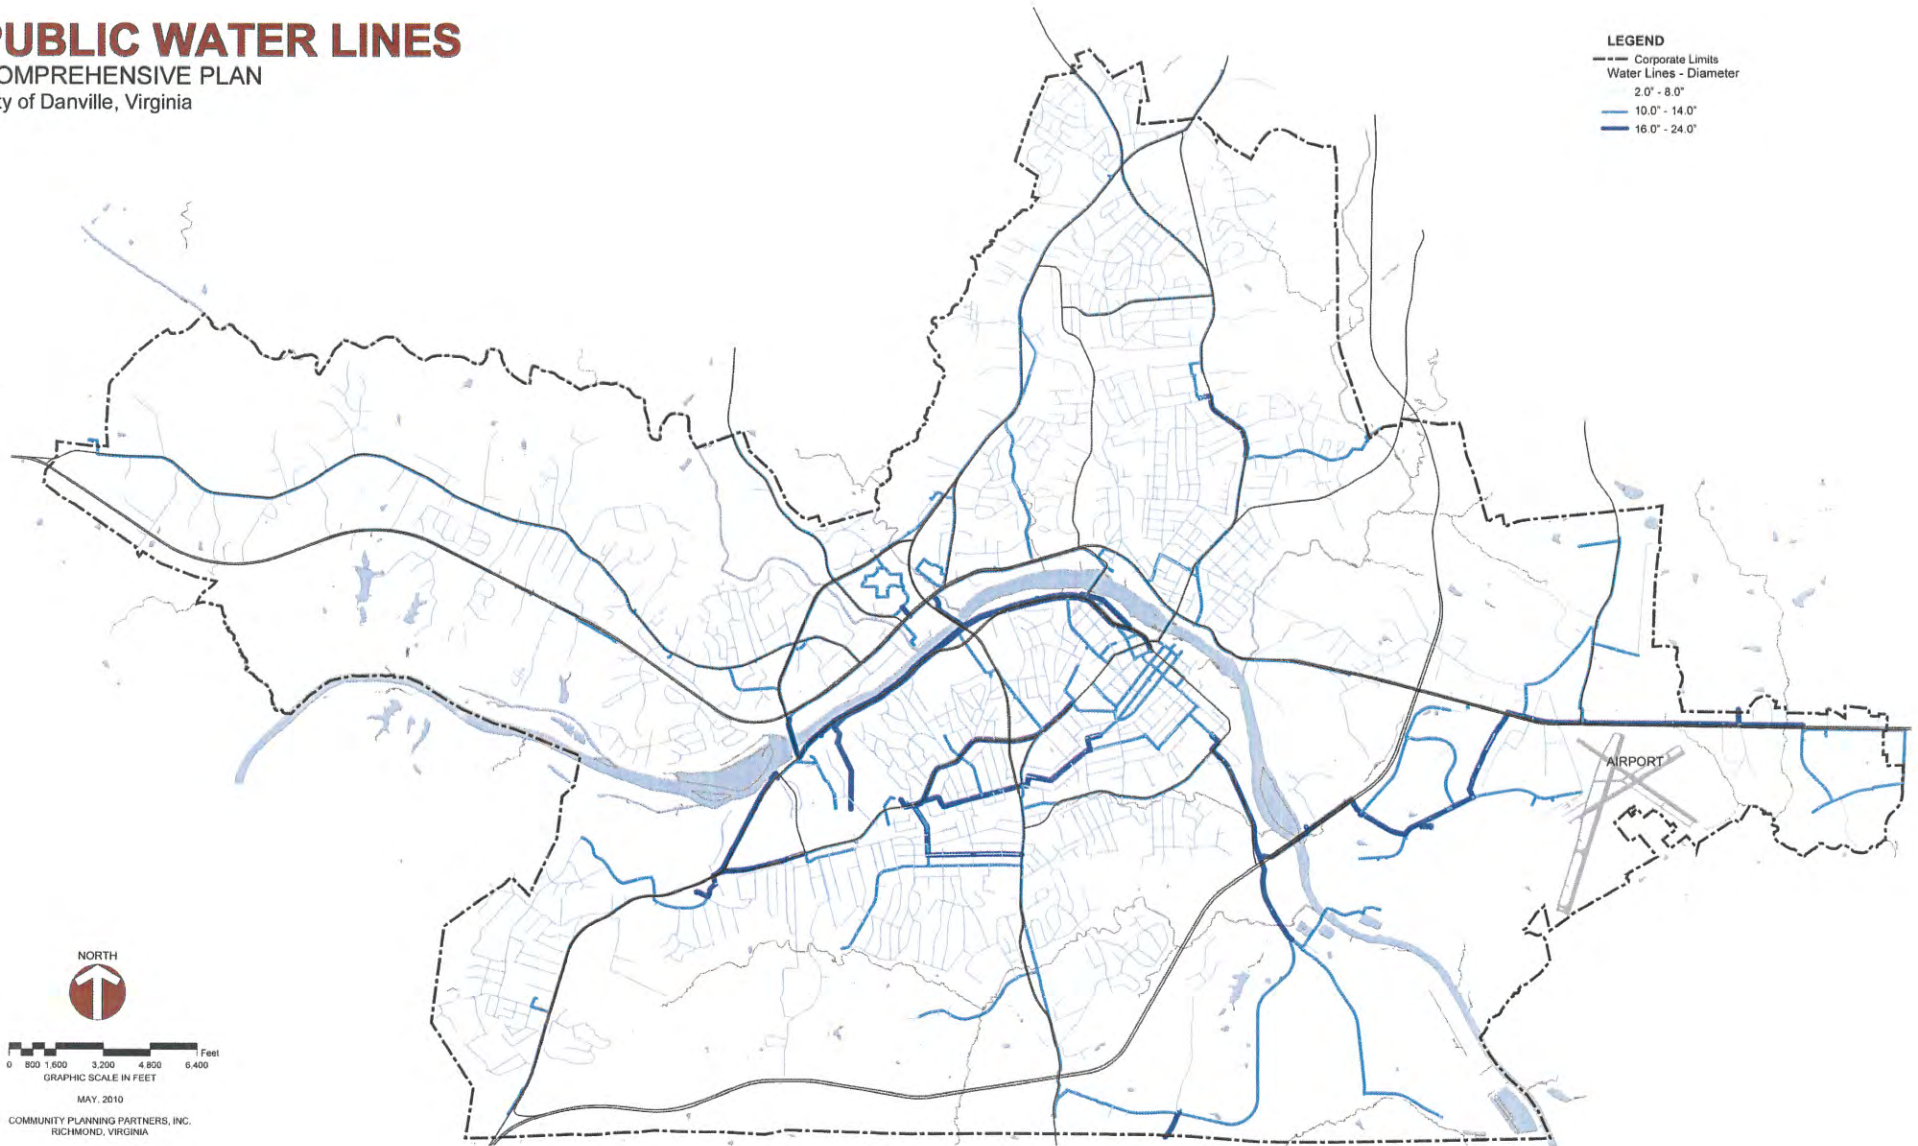 PUBLIC WATER LINES
COMPREHENSIVE PLAN
ty of Danville, Virginia
LEGEND
Corporate Limits
Water Lines - Diameter
2.0" - 8.0"
10.0" - 14.0"
16.0" - 24.0"
AIRPORT
NORTH
Feet
0 800 1,600 3,200 4,800 6,400
GRAPHIC SCALE IN FEET
MAY, 2010
COMMUNITY PLANNING PARTNERS, INC.
RICHMOND, VIRGINIA